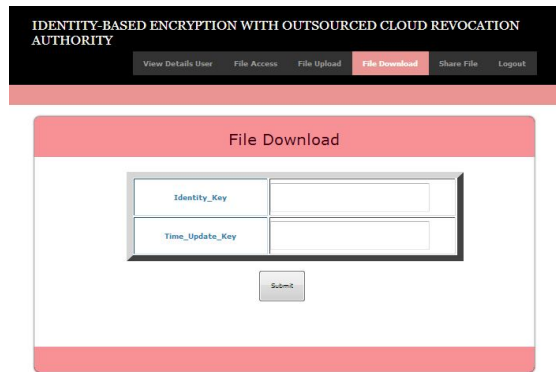 IDENTITY-BASED ENCRYPTION WITH OUTSOURCED CLOUD REVOCATION
AUTHORITY
View Details User File Access File Upload File Download Share File Logout
File Download
Identity_Key
Time_Update_Key
Submit